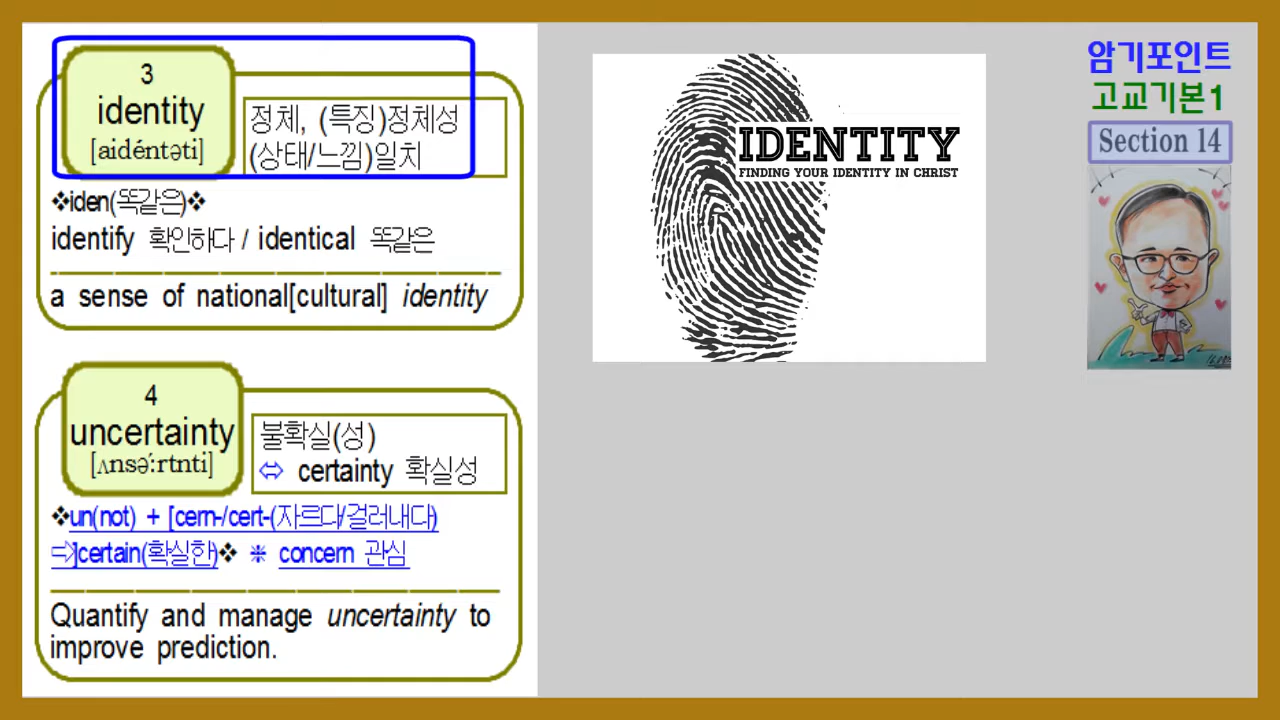 3
identity
[aidéntəti]
정체, (특징)정체성
(상태/느낌)일치
❖iden(똑같은)❖
identify 확인하다 / identical 똑같은
a sense of national[cultural] identity
4
uncertainty
[ʌnsə́ːrtnti]
불확실(성)
⇔ certainty 확실성
❖un(not) + [cern-/cert-(자르다/걸러내다)
⇨]certain(확실한)❖ ⁜ concern 관심
Quantify and manage uncertainty to
improve prediction.
IDENTITY
FINDING YOUR IDENTITY IN CHRIST
암기포인트
고교기본1
Section 14